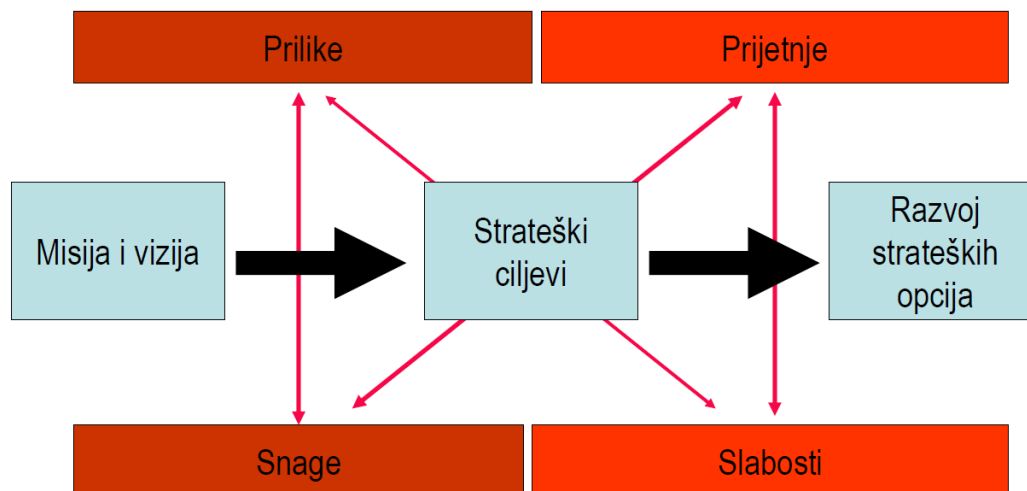 Prilike
Prijetnje
Misija i vizija
Strateški
ciljevi
Razvoj
strateških
opcija
Snage
Slabosti